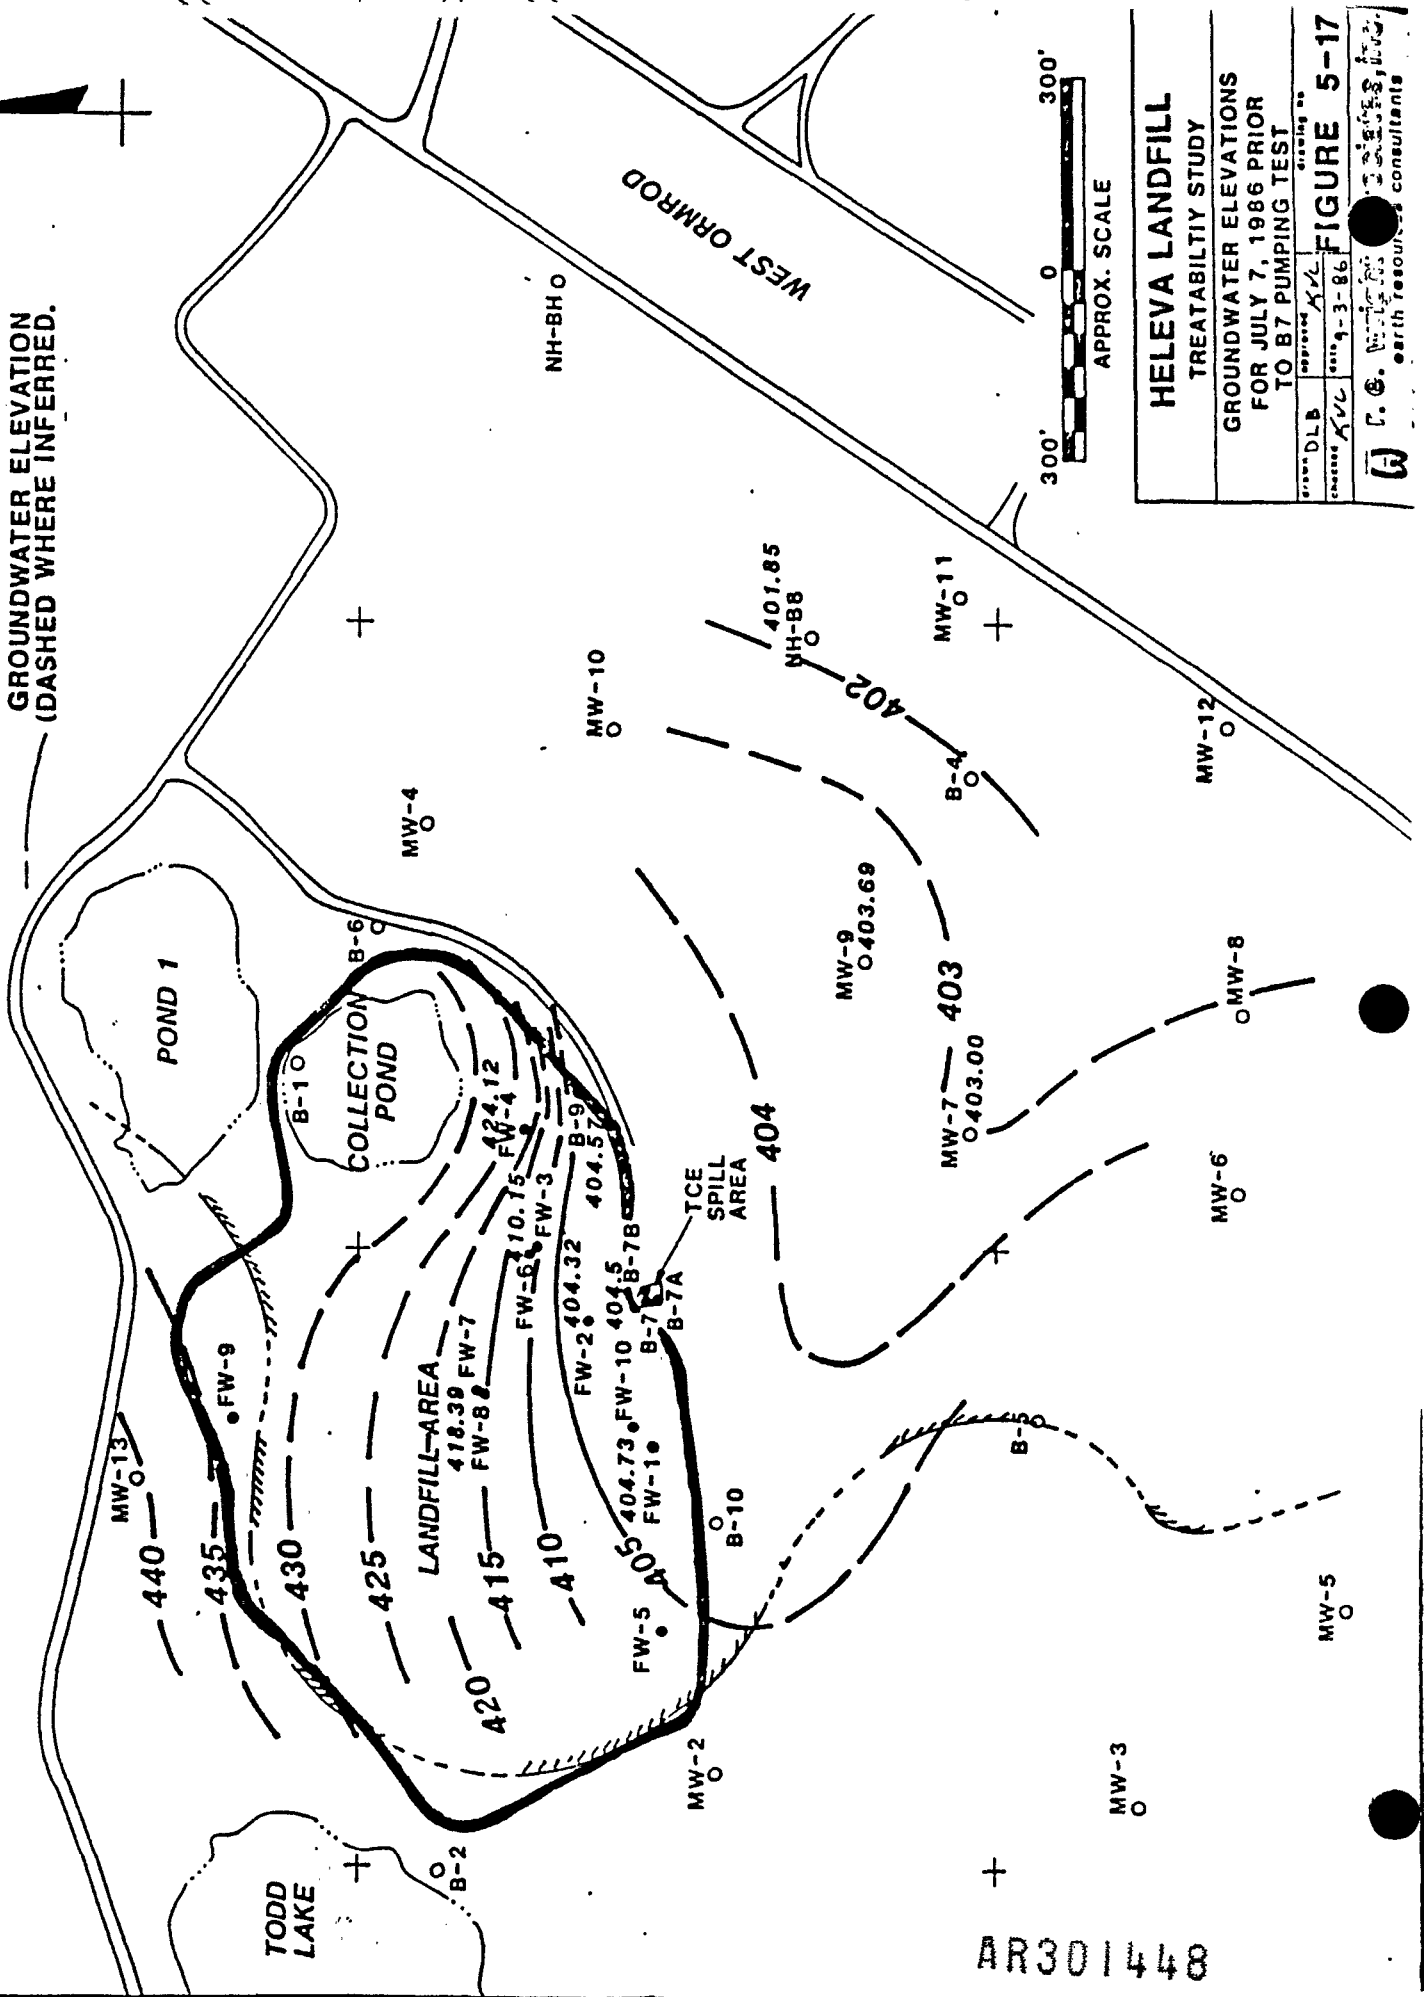 GROUNDWATER ELEVATION
(DASHED WHERE INFERRED.
TODD
LAKE
B-2
MW-13
440
435
430
425
420
415
410
405
FW-9
POND 1
B-1
COLLECTION
POND
B-6
MW-4
LANDFILL AREA
418.39
FW-7
FW-8
424.12
FW-4
410.15
FW-3
FW-6
B-9
404.57
404.32
FW-2
404.5
B-7B
B-7
B-7A
TCE
SPILL
AREA
404.73
FW-10
FW-1
FW-5
B-10
MW-2
404
MW-10
NH-BH
WEST ORMROD
401.85
NH-B8
402
MW-9
403.69
403
MW-7
403.00
B-4
MW-11
MW-12
MW-8
MW-6
MW-5
MW-3
300'
0
300'
APPROX. SCALE
HELEVA LANDFILL
TREATABILTIY STUDY
GROUNDWATER ELEVATIONS
FOR JULY 7, 1986 PRIOR
TO B7 PUMPING TEST
drawn DLB
approved KVL
drawing no
checked KVL
date 9-3-86
FIGURE 5-17
earth resources consultants
AR301448